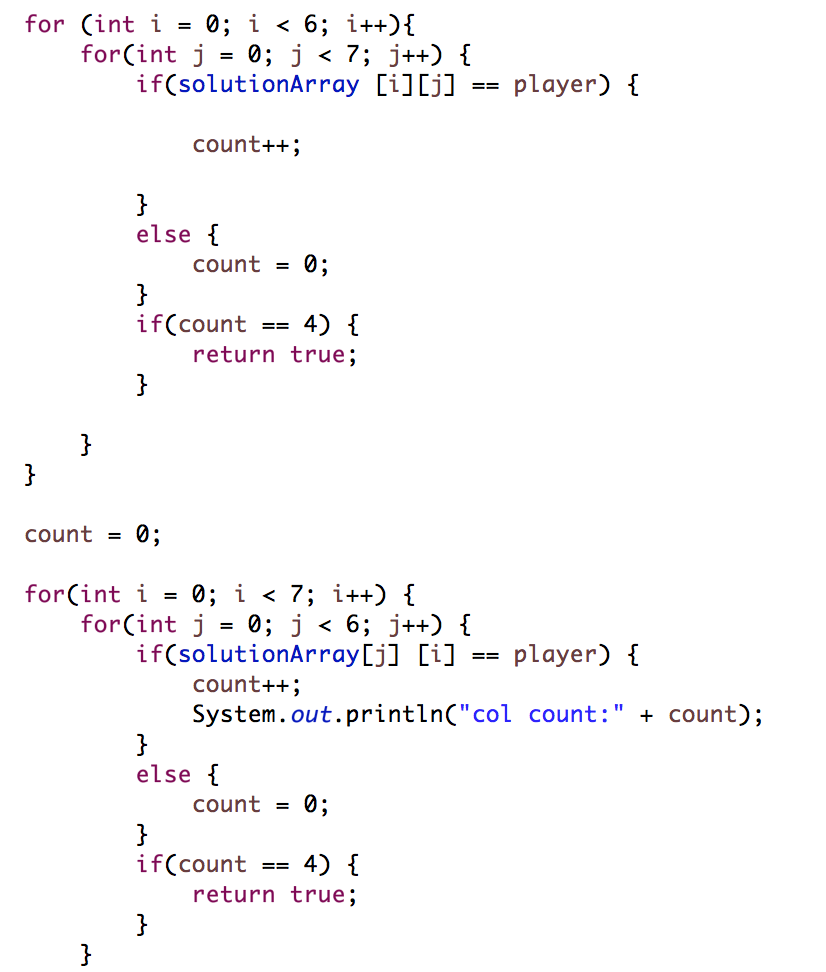 for (int i = 0; i < 6; i++){
    for(int j = 0; j < 7; j++) {
        if(solutionArray [i][j] == player) {

            count++;

        }
        else {
            count = 0;
        }
        if(count == 4) {
            return true;
        }

    }
}

count = 0;

for(int i = 0; i < 7; i++) {
    for(int j = 0; j < 6; j++) {
        if(solutionArray[j] [i] == player) {
            count++;
            System.out.println("col count:" + count);
        }
        else {
            count = 0;
        }
        if(count == 4) {
            return true;
        }
    }